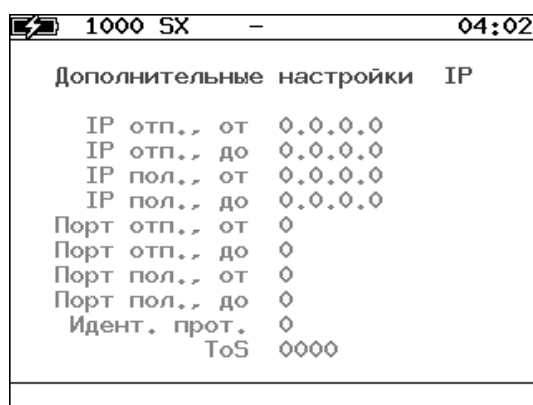 1000 SX – 04:02
Дополнительные настройки IP
IP отп., от 0.0.0.0
IP отп., до 0.0.0.0
IP пол., от 0.0.0.0
IP пол., до 0.0.0.0
Порт отп., от 0
Порт отп., до 0
Порт пол., от 0
Порт пол., до 0
Идент. прот. 0
ToS 0000